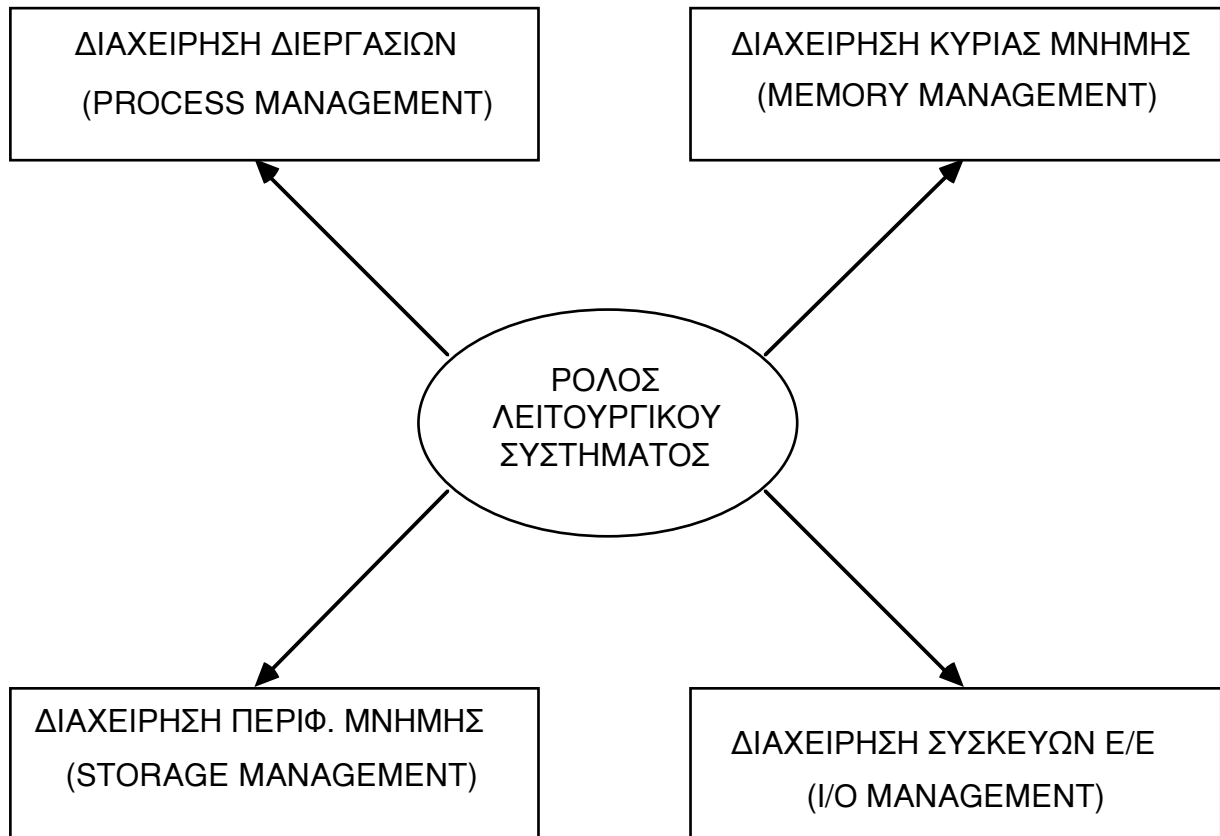 ΔΙΑΧΕΙΡΗΣΗ ΔΙΕΡΓΑΣΙΩΝ
(PROCESS MANAGEMENT)
ΔΙΑΧΕΙΡΗΣΗ ΚΥΡΙΑΣ ΜΝΗΜΗΣ
(MEMORY MANAGEMENT)
ΡΟΛΟΣ
ΛΕΙΤΟΥΡΓΙΚΟΥ
ΣΥΣΤΗΜΑΤΟΣ
ΔΙΑΧΕΙΡΗΣΗ ΠΕΡΙΦ. ΜΝΗΜΗΣ
(STORAGE MANAGEMENT)
ΔΙΑΧΕΙΡΗΣΗ ΣΥΣΚΕΥΩΝ Ε/Ε
(I/O MANAGEMENT)